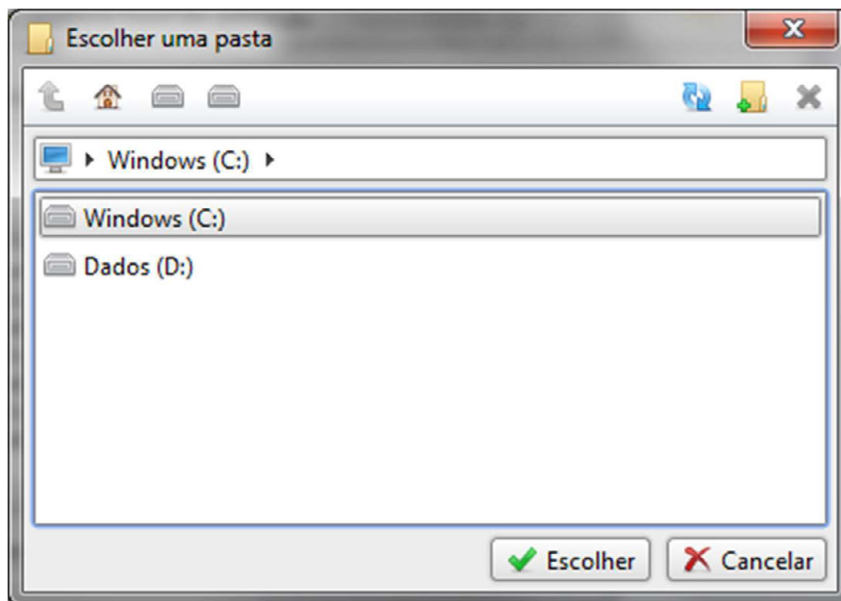 Escolher uma pasta
Windows (C:)
Windows (C:)
Dados (D:)
Escolher
Cancelar